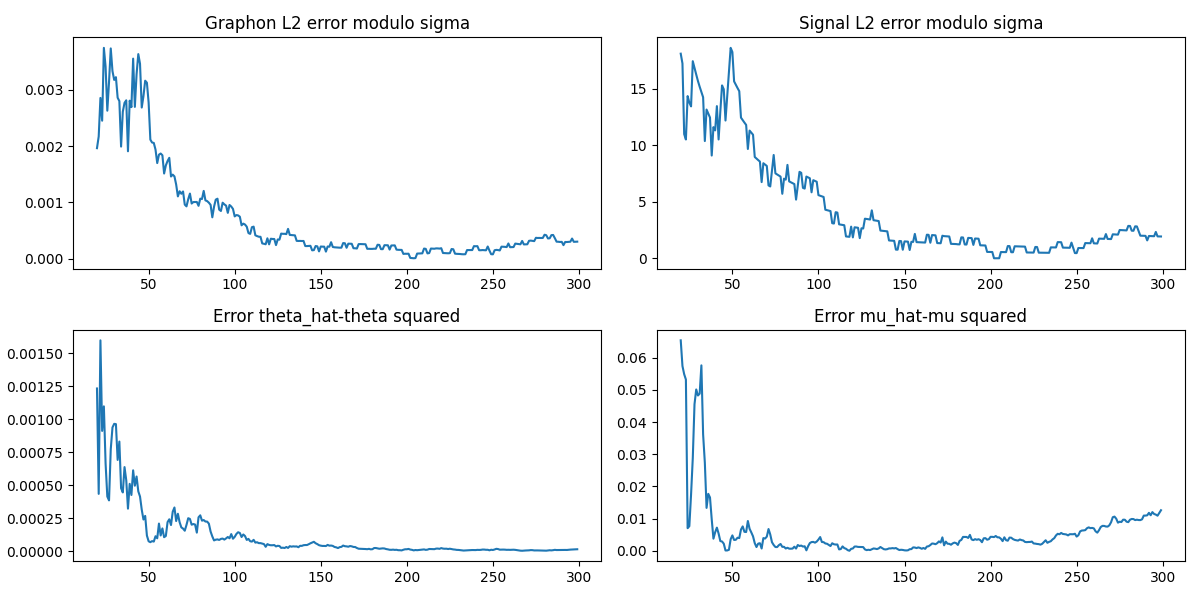 Graphon L2 error modulo sigma
0.003
0.002
0.001
0.000
50 100 150 200 250 300
Signal L2 error modulo sigma
15
10
5
0
50 100 150 200 250 300
Error theta_hat-theta squared
0.00150
0.00125
0.00100
0.00075
0.00050
0.00025
0.00000
50 100 150 200 250 300
Error mu_hat-mu squared
0.06
0.05
0.04
0.03
0.02
0.01
0.00
50 100 150 200 250 300